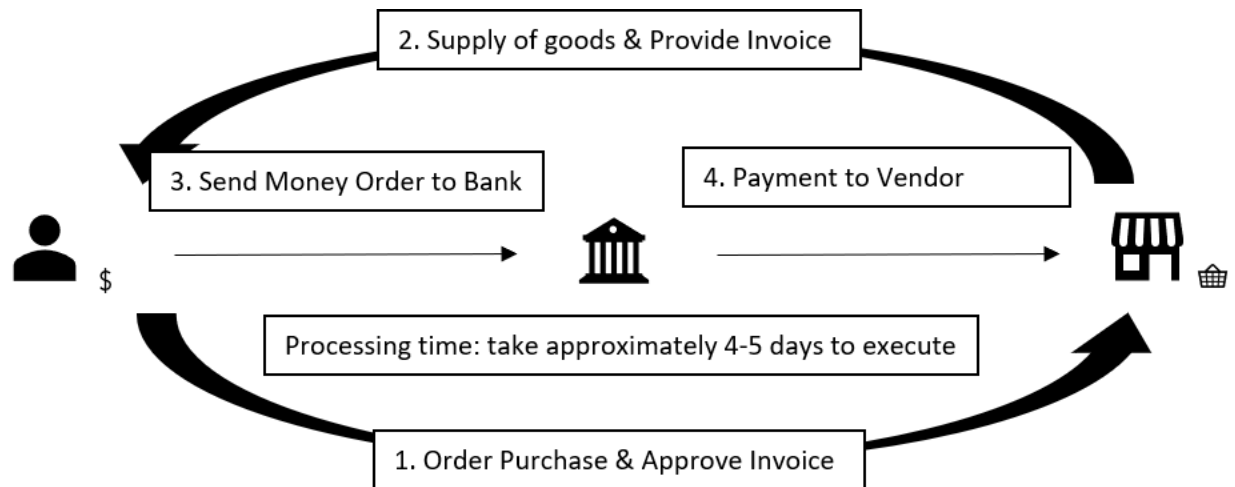 2. Supply of goods & Provide Invoice
3. Send Money Order to Bank
4. Payment to Vendor
$
Processing time: take approximately 4-5 days to execute
1. Order Purchase & Approve Invoice